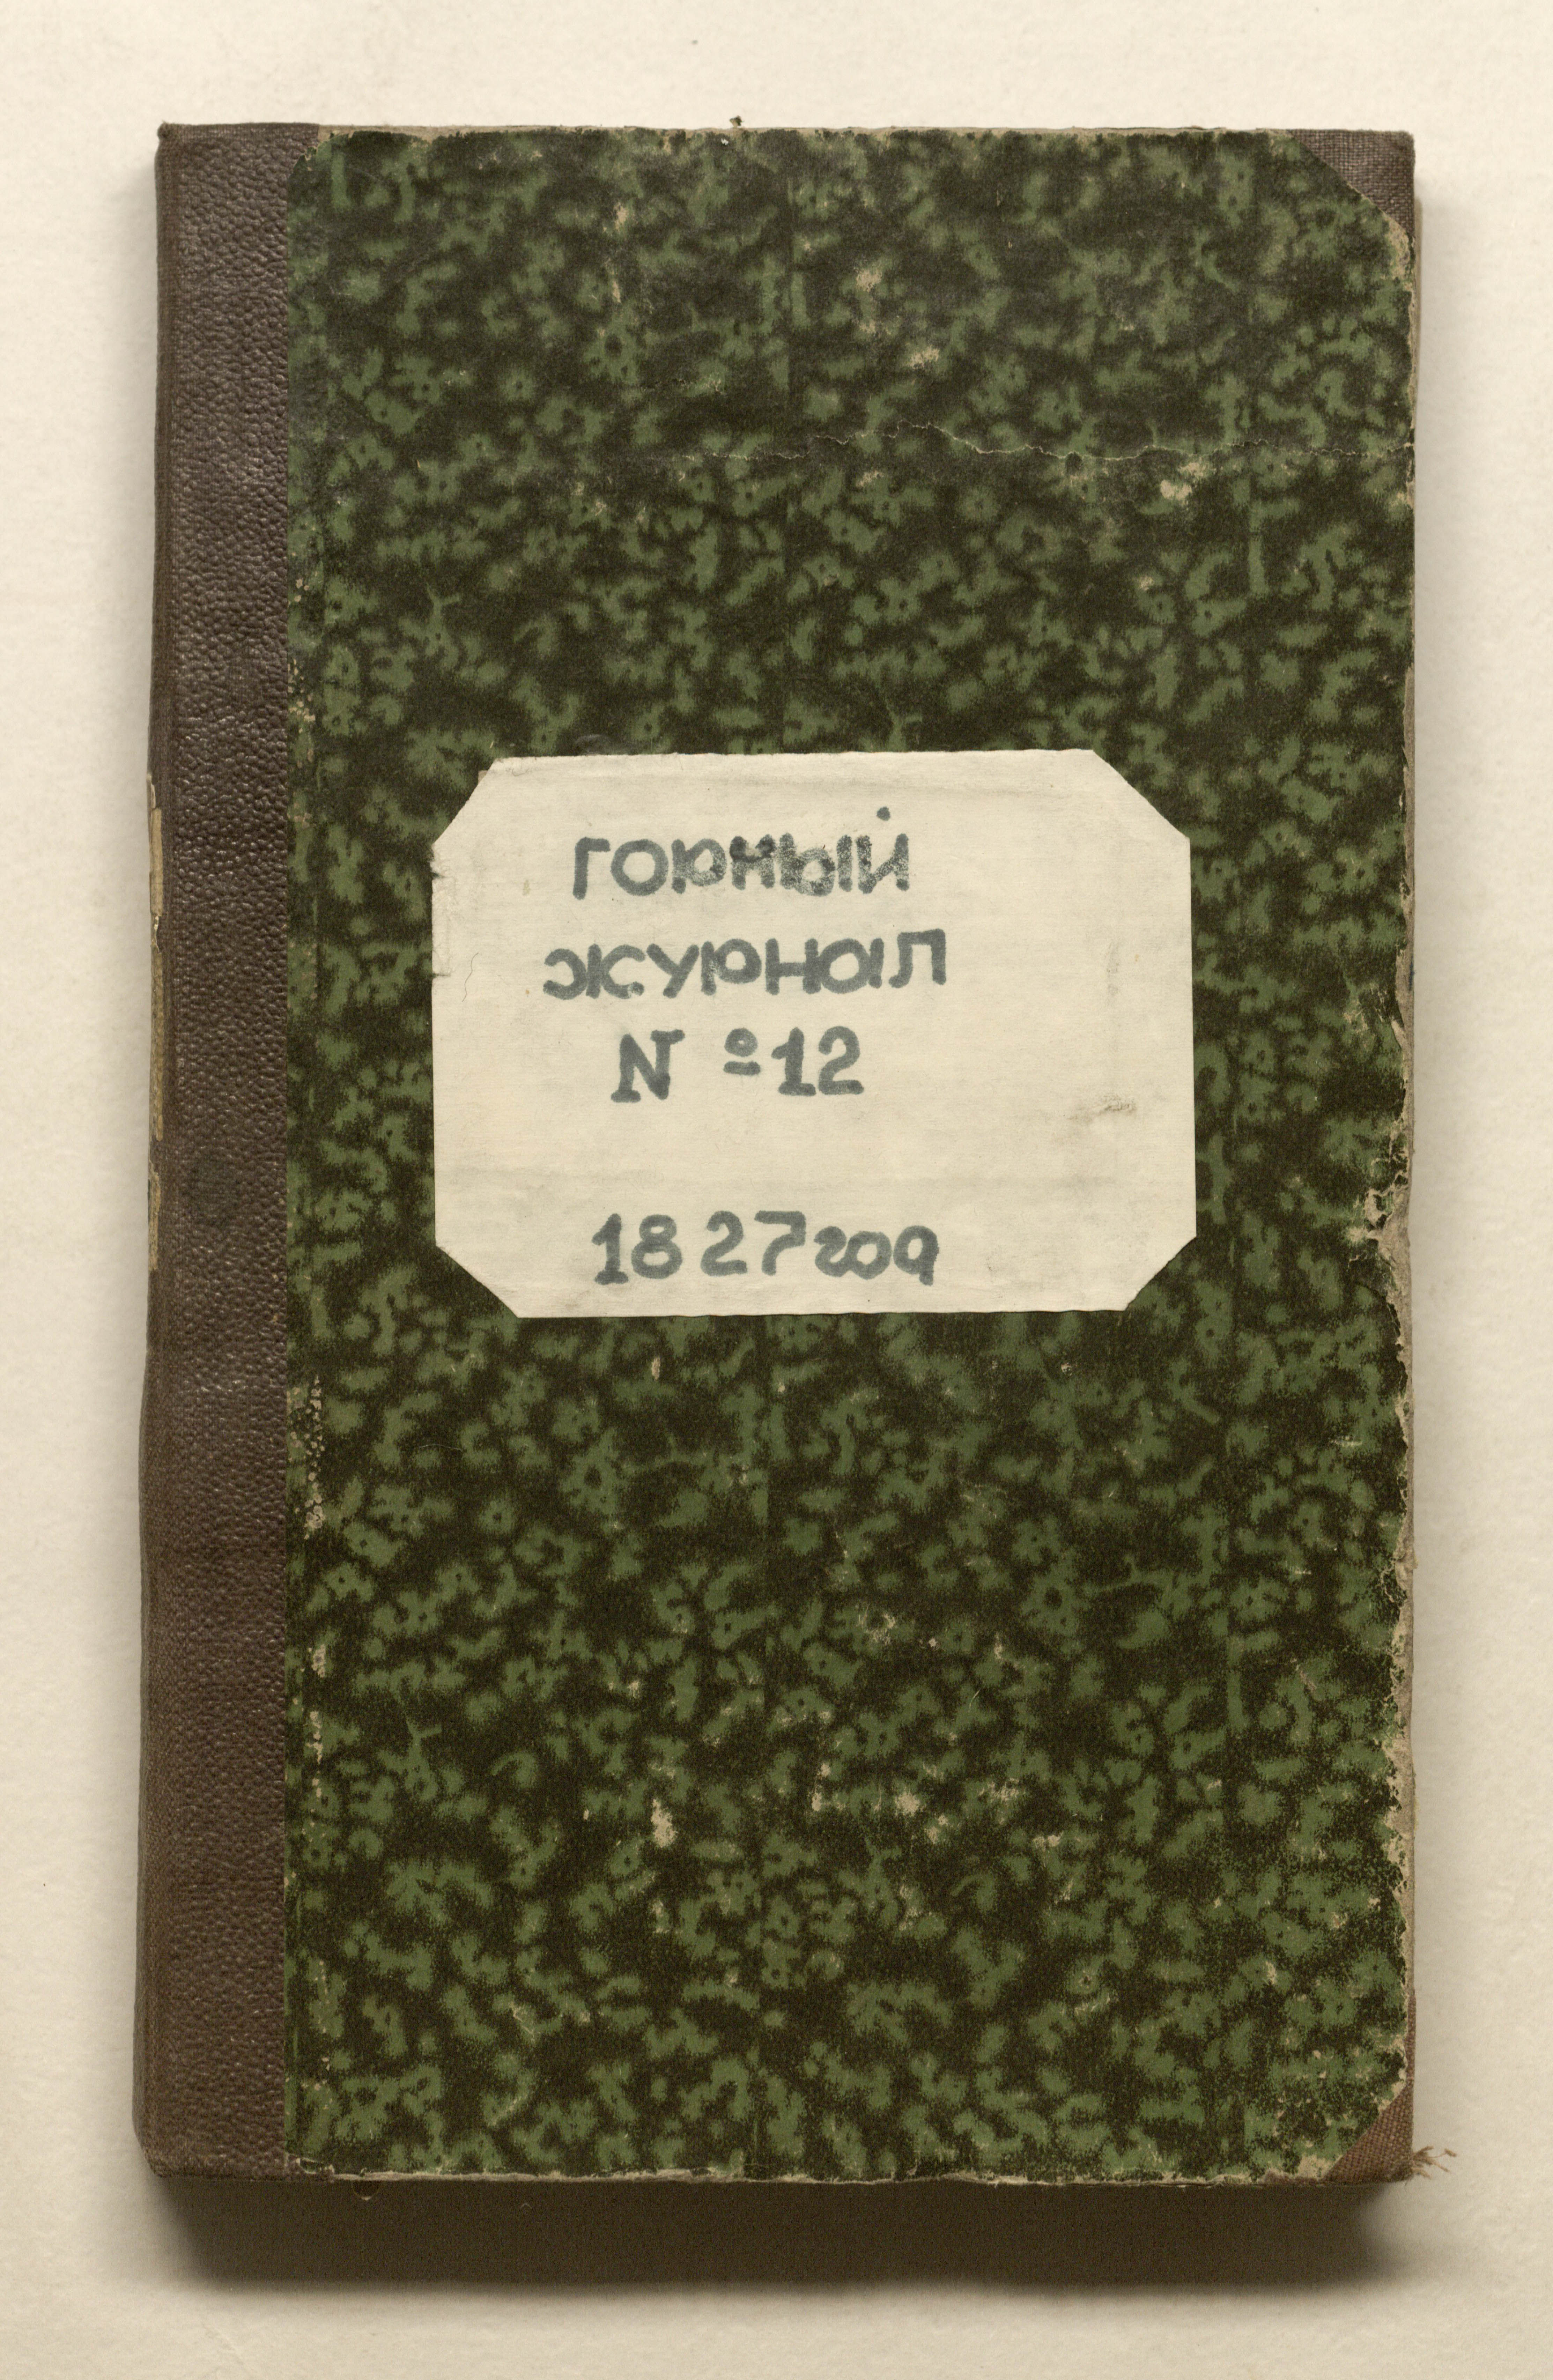 горный
журнал
№ 12
1827 год